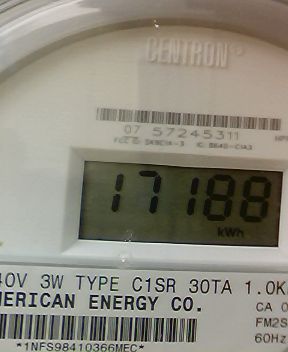 CENTRON®
07 57245311
17188
kWh
40V 3W TYPE C1SR 30TA 1.0K
MERICAN ENERGY CO.
CA 0
FM2S
60Hz
*1NFS98410366MEC*